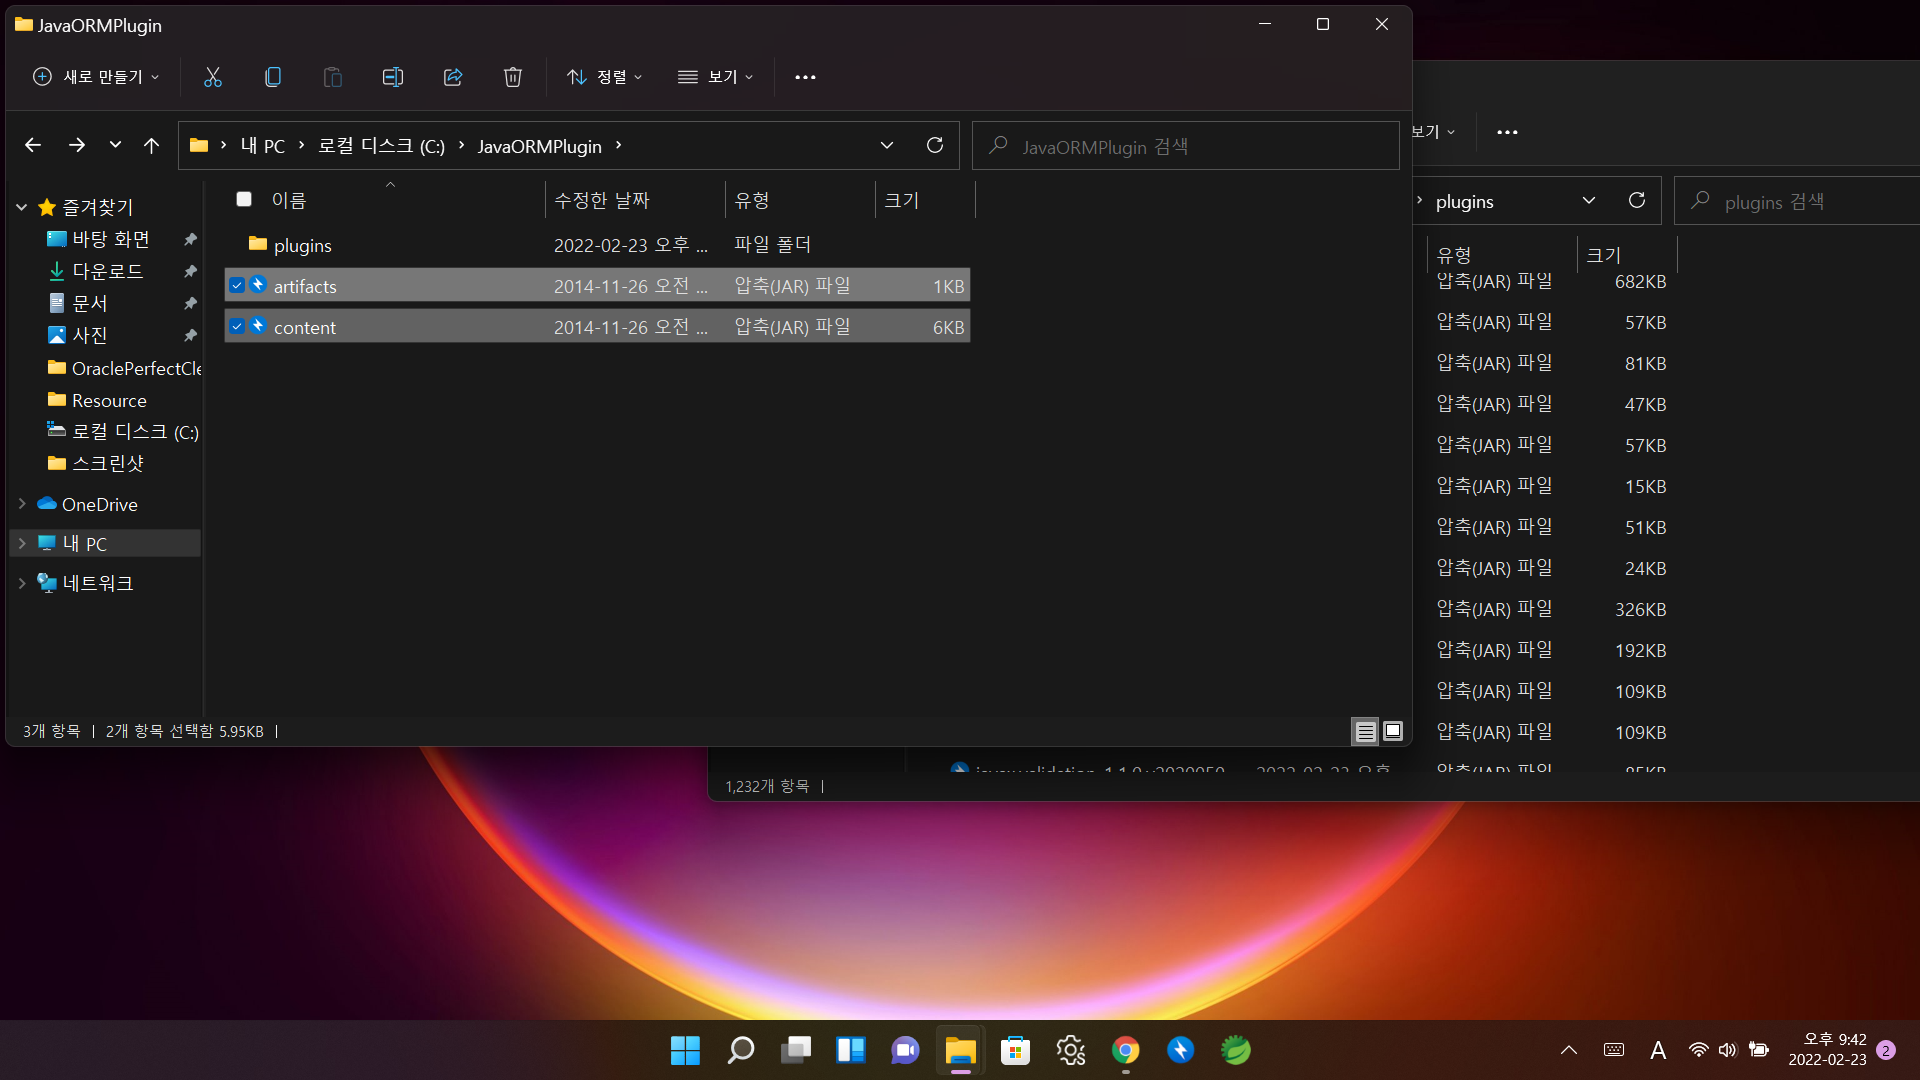 JavaORMPlugin
새로 만들기
정렬
보기
내 PC
로컬 디스크 (C:)
JavaORMPlugin
JavaORMPlugin 검색
이름
수정한 날짜
유형
크기
plugins
2022-02-23 오후 ...
파일 폴더
artifacts
2014-11-26 오전 ...
압축(JAR) 파일
1KB
content
2014-11-26 오전 ...
압축(JAR) 파일
6KB
즐겨찾기
바탕 화면
다운로드
문서
사진
OraclePerfectCle
Resource
로컬 디스크 (C:)
스크린샷
OneDrive
내 PC
네트워크
3개 항목
2개 항목 선택함 5.95KB
보기
plugins
plugins 검색
유형
크기
압축(JAR) 파일 682KB
압축(JAR) 파일 57KB
압축(JAR) 파일 81KB
압축(JAR) 파일 47KB
압축(JAR) 파일 57KB
압축(JAR) 파일 15KB
압축(JAR) 파일 51KB
압축(JAR) 파일 24KB
압축(JAR) 파일 326KB
압축(JAR) 파일 192KB
압축(JAR) 파일 109KB
압축(JAR) 파일 109KB
압축(JAR) 파일 85KB
2022-02-23 오후
1,232개 항목
A
오후 9:42
2022-02-23
2